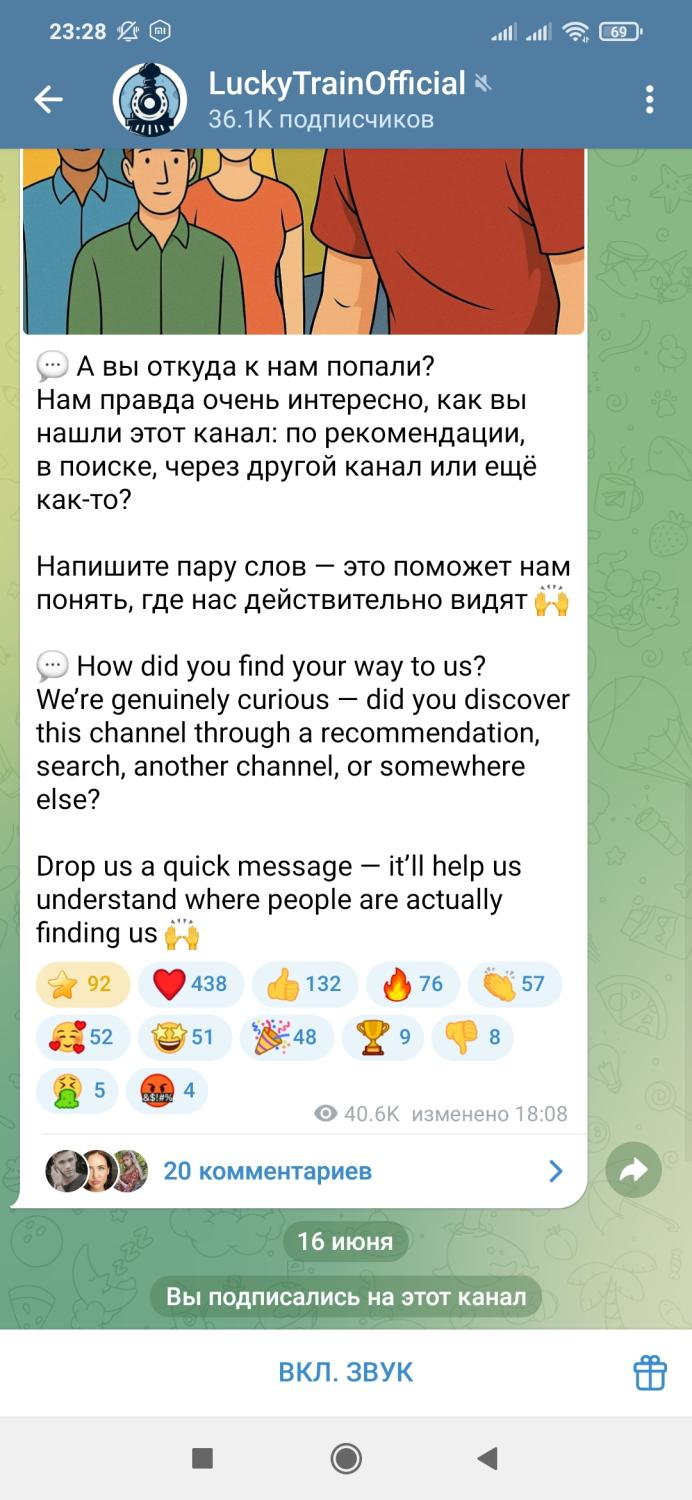 23:28
69
LuckyTrainOfficial
36.1K подписчиков
А вы откуда к нам попали?
Нам правда очень интересно, как вы
нашли этот канал: по рекомендации,
в поиске, через другой канал или ещё
как-то?
Напишите пару слов — это поможет нам
понять, где нас действительно видят 🙌
💬 How did you find your way to us?
We’re genuinely curious — did you discover
this channel through a recommendation,
search, another channel, or somewhere
else?
Drop us a quick message — it’ll help us
understand where people are actually
finding us 🙌
92 438 132 76 57
52 51 48 9 8
5 4
40.6K изменено 18:08
20 комментариев
16 июня
Вы подписались на этот канал
ВКЛ. ЗВУК